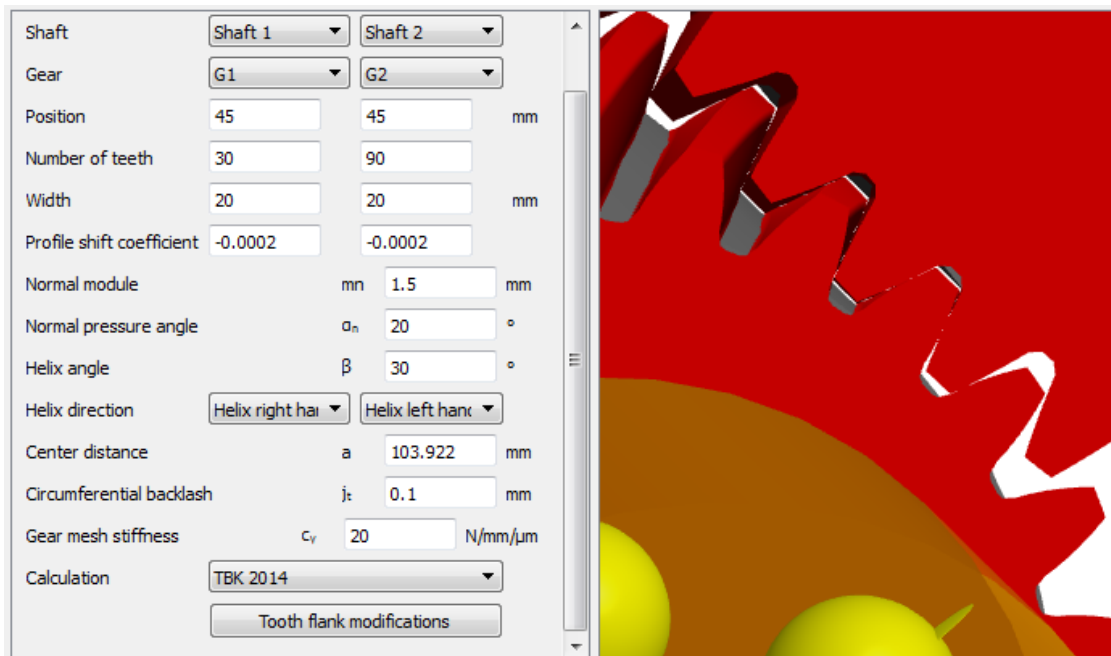 Shaft Shaft 1 Shaft 2
Gear G1 G2
Position 45 45 mm
Number of teeth 30 90
Width 20 20 mm
Profile shift coefficient -0.0002 -0.0002
Normal module mn 1.5 mm
Normal pressure angle αn 20 °
Helix angle β 30 °
Helix direction Helix right hai Helix left hanc
Center distance a 103.922 mm
Circumferential backlash jt 0.1 mm
Gear mesh stiffness cγ 20 N/mm/µm
Calculation TBK 2014
Tooth flank modifications